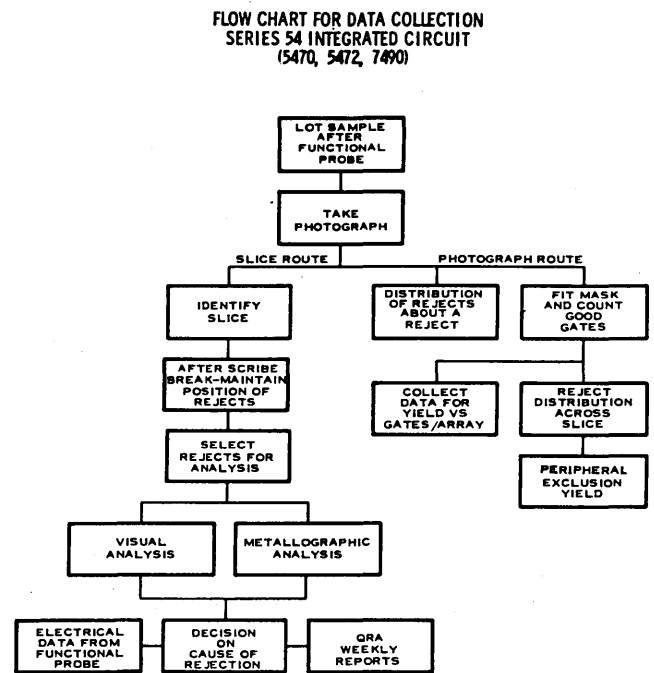 FLOW CHART FOR DATA COLLECTION
SERIES 54 INTEGRATED CIRCUIT
(5470, 5472, 7490)
LOT SAMPLE
AFTER
FUNCTIONAL
PROBE
TAKE
PHOTOGRAPH
SLICE ROUTE
PHOTOGRAPH ROUTE
IDENTIFY
SLICE
DISTRIBUTION
OF REJECTS
ABOUT A
REJECT
FIT MASK
AND COUNT
GOOD
GATES
AFTER SCRIBE
BREAK-MAINTAIN
POSITION OF
REJECTS
COLLECT
DATA FOR
YIELD VS
GATES/ARRAY
REJECT
DISTRIBUTION
ACROSS
SLICE
SELECT
REJECTS FOR
ANALYSIS
PERIPHERAL
EXCLUSION
YIELD
VISUAL
ANALYSIS
METALLOGRAPHIC
ANALYSIS
ELECTRICAL
DATA FROM
FUNCTIONAL
PROBE
DECISION
ON
CAUSE OF
REJECTION
QRA
WEEKLY
REPORTS